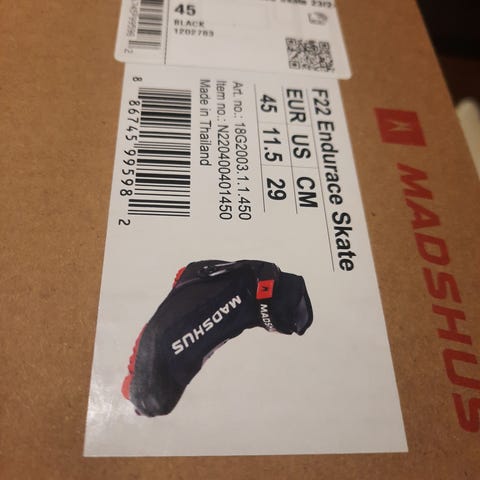 45
BLACK
1202783
F22 Endurace Skate
EUR US CM
45 11.5 29
Art. no.: 18G2003.1.1.450
Item no.: N220400401450
Made in Thailand
8 86745 99598 2
MADSHUS
MADSHUS
MADSHUS